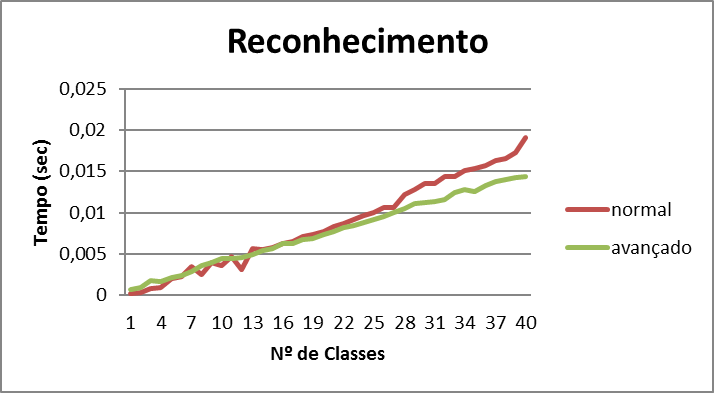 Reconhecimento
0,025
0,02
0,015
0,01
0,005
0
Tempo (sec)
1 4 7 10 13 16 19 22 25 28 31 34 37 40
Nº de Classes
normal
avançado